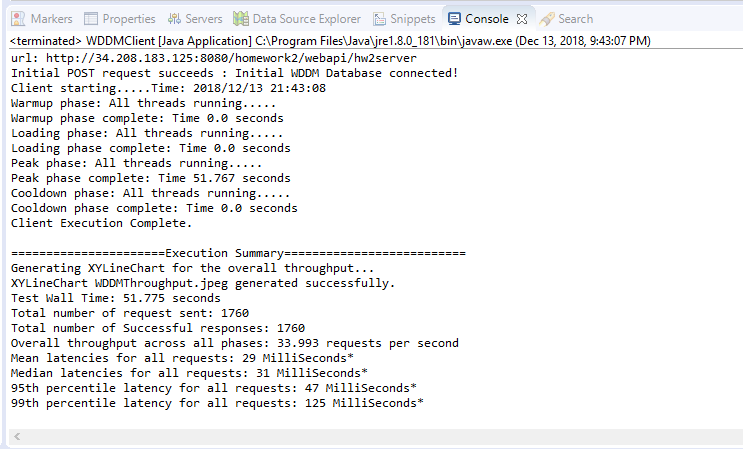 Markers Properties Servers Data Source Explorer Snippets Console Search
<terminated> WDDMClient [Java Application] C:\Program Files\Java\jre1.8.0_181\bin\javaw.exe (Dec 13, 2018, 9:43:07 PM)
url: http://34.208.183.125:8080/homework2/webapi/hw2server
Initial POST request succeeds : Initial WDDM Database connected!
Client starting.....Time: 2018/12/13 21:43:08
Warmup phase: All threads running.....
Warmup phase complete: Time 0.0 seconds
Loading phase: All threads running.....
Loading phase complete: Time 0.0 seconds
Peak phase: All threads running.....
Peak phase complete: Time 51.767 seconds
Cooldown phase: All threads running.....
Cooldown phase complete: Time 0.0 seconds
Client Execution Complete.
======================Execution Summary==========================
Generating XYLineChart for the overall throughput...
XYLineChart WDDMThroughput.jpeg generated successfully.
Test Wall Time: 51.775 seconds
Total number of request sent: 1760
Total number of Successful responses: 1760
Overall throughput across all phases: 33.993 requests per second
Mean latencies for all requests: 29 MilliSeconds*
Median latencies for all requests: 31 MilliSeconds*
95th percentile latency for all requests: 47 MilliSeconds*
99th percentile latency for all requests: 125 MilliSeconds*